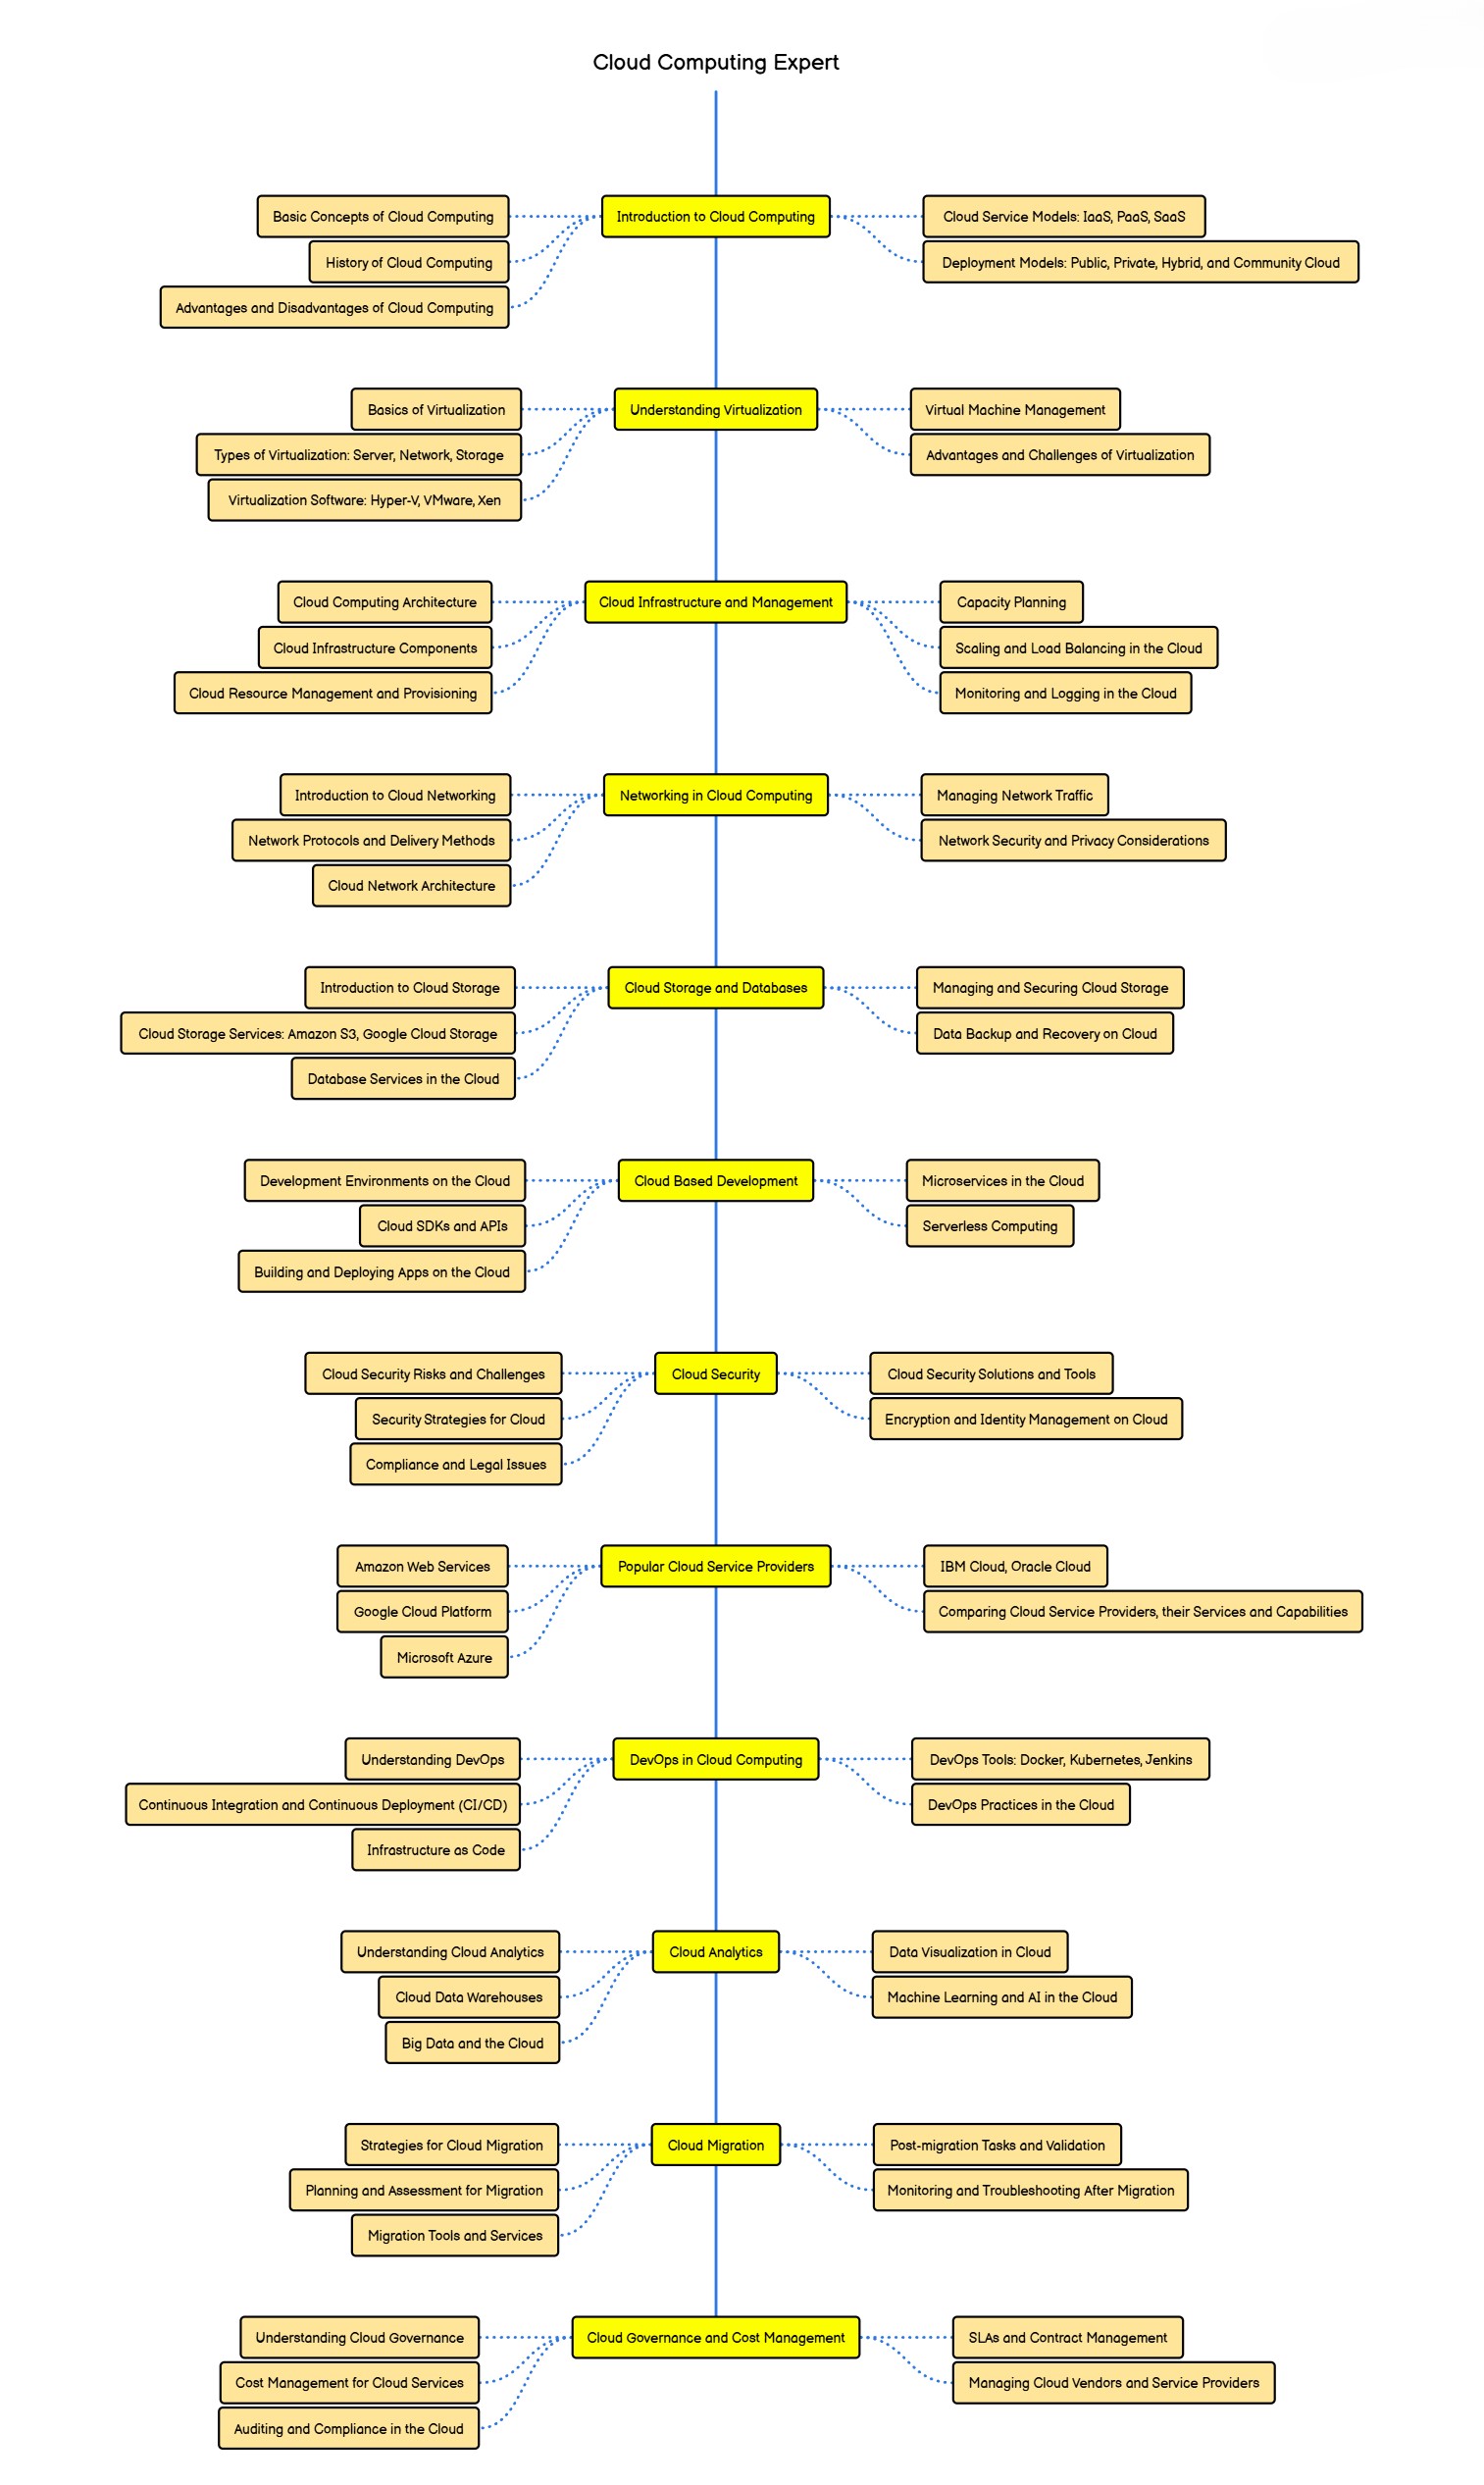 Cloud Computing Expert
Introduction to Cloud Computing
Basic Concepts of Cloud Computing
History of Cloud Computing
Advantages and Disadvantages of Cloud Computing
Cloud Service Models: IaaS, PaaS, SaaS
Deployment Models: Public, Private, Hybrid, and Community Cloud
Understanding Virtualization
Basics of Virtualization
Types of Virtualization: Server, Network, Storage
Virtualization Software: Hyper-V, VMware, Xen
Virtual Machine Management
Advantages and Challenges of Virtualization
Cloud Infrastructure and Management
Cloud Computing Architecture
Cloud Infrastructure Components
Cloud Resource Management and Provisioning
Capacity Planning
Scaling and Load Balancing in the Cloud
Monitoring and Logging in the Cloud
Networking in Cloud Computing
Introduction to Cloud Networking
Network Protocols and Delivery Methods
Cloud Network Architecture
Managing Network Traffic
Network Security and Privacy Considerations
Cloud Storage and Databases
Introduction to Cloud Storage
Cloud Storage Services: Amazon S3, Google Cloud Storage
Database Services in the Cloud
Managing and Securing Cloud Storage
Data Backup and Recovery on Cloud
Cloud Based Development
Development Environments on the Cloud
Cloud SDKs and APIs
Building and Deploying Apps on the Cloud
Microservices in the Cloud
Serverless Computing
Cloud Security
Cloud Security Risks and Challenges
Security Strategies for Cloud
Compliance and Legal Issues
Cloud Security Solutions and Tools
Encryption and Identity Management on Cloud
Popular Cloud Service Providers
Amazon Web Services
Google Cloud Platform
Microsoft Azure
IBM Cloud, Oracle Cloud
Comparing Cloud Service Providers, their Services and Capabilities
DevOps in Cloud Computing
Understanding DevOps
Continuous Integration and Continuous Deployment (CI/CD)
Infrastructure as Code
DevOps Tools: Docker, Kubernetes, Jenkins
DevOps Practices in the Cloud
Cloud Analytics
Understanding Cloud Analytics
Cloud Data Warehouses
Big Data and the Cloud
Data Visualization in Cloud
Machine Learning and AI in the Cloud
Cloud Migration
Strategies for Cloud Migration
Planning and Assessment for Migration
Migration Tools and Services
Post-migration Tasks and Validation
Monitoring and Troubleshooting After Migration
Cloud Governance and Cost Management
Understanding Cloud Governance
Cost Management for Cloud Services
Auditing and Compliance in the Cloud
SLAs and Contract Management
Managing Cloud Vendors and Service Providers